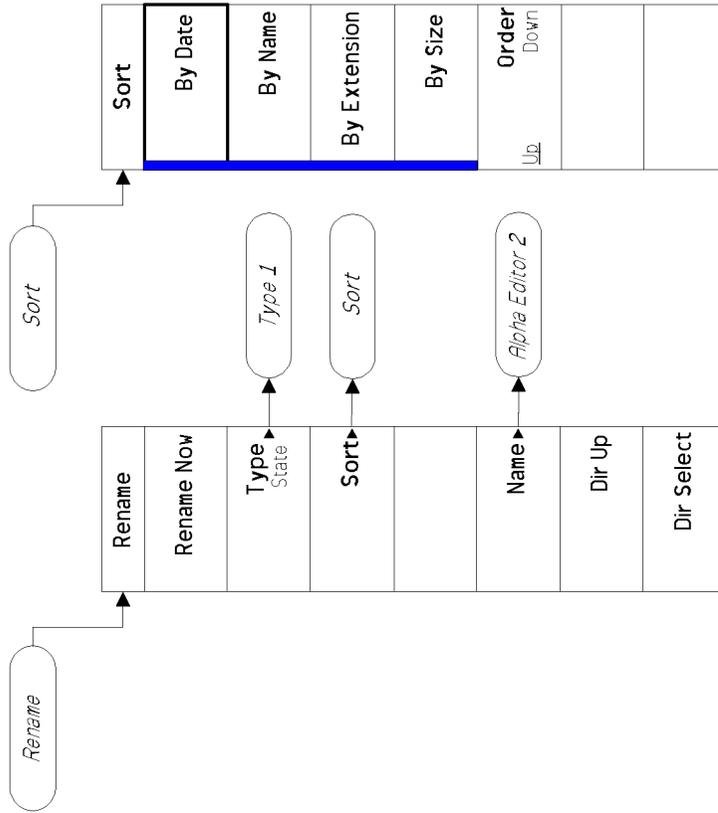 Rename
Rename
Rename Now
Type
State
Sort
Name
Dir Up
Dir Select
Type 1
Sort
Alpha Editor 2
Sort
Sort
By Date
By Name
By Extension
By Size
Order
Up Down